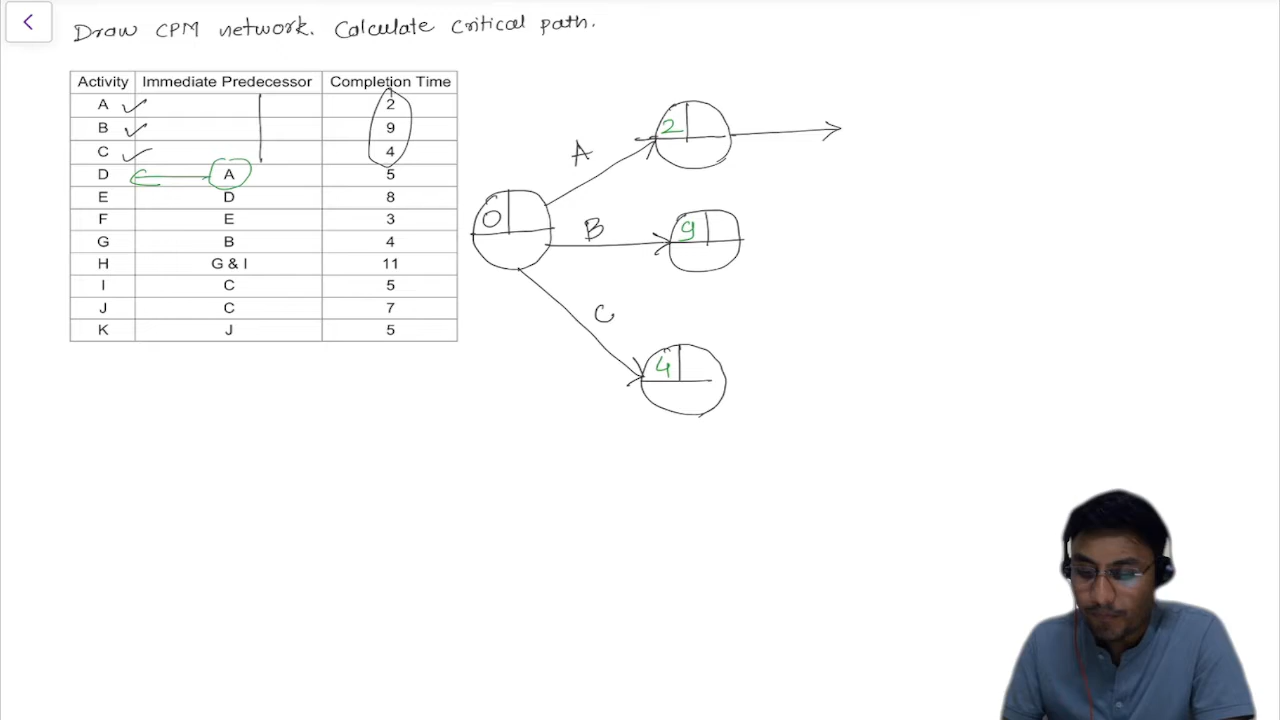 Draw CPM network. Calculate Critical path.
Activity Immediate Predecessor Completion Time
A 2
B 9
C 4
D A 5
E D 8
F E 3
G B 4
H G & I 11
I C 5
J C 7
K J 5
2
A
0
B
9
C
4